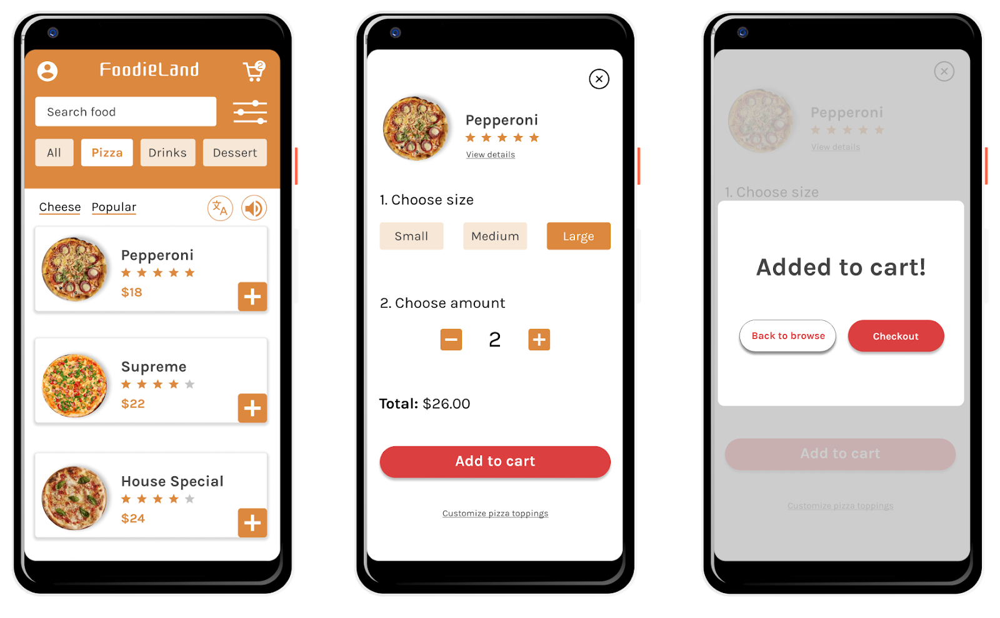 FoodieLand
2
Search food
All Pizza Drinks Dessert
Cheese Popular
文A
Pepperoni
$18
Supreme
$22
House Special
$24
Pepperoni
View details
1. Choose size
Small Medium Large
2. Choose amount
2
Total: $26.00
Add to cart
Customize pizza toppings
Pepperoni
View details
1. Choose size
Added to cart!
Back to browse Checkout
Add to cart
Customize pizza toppings